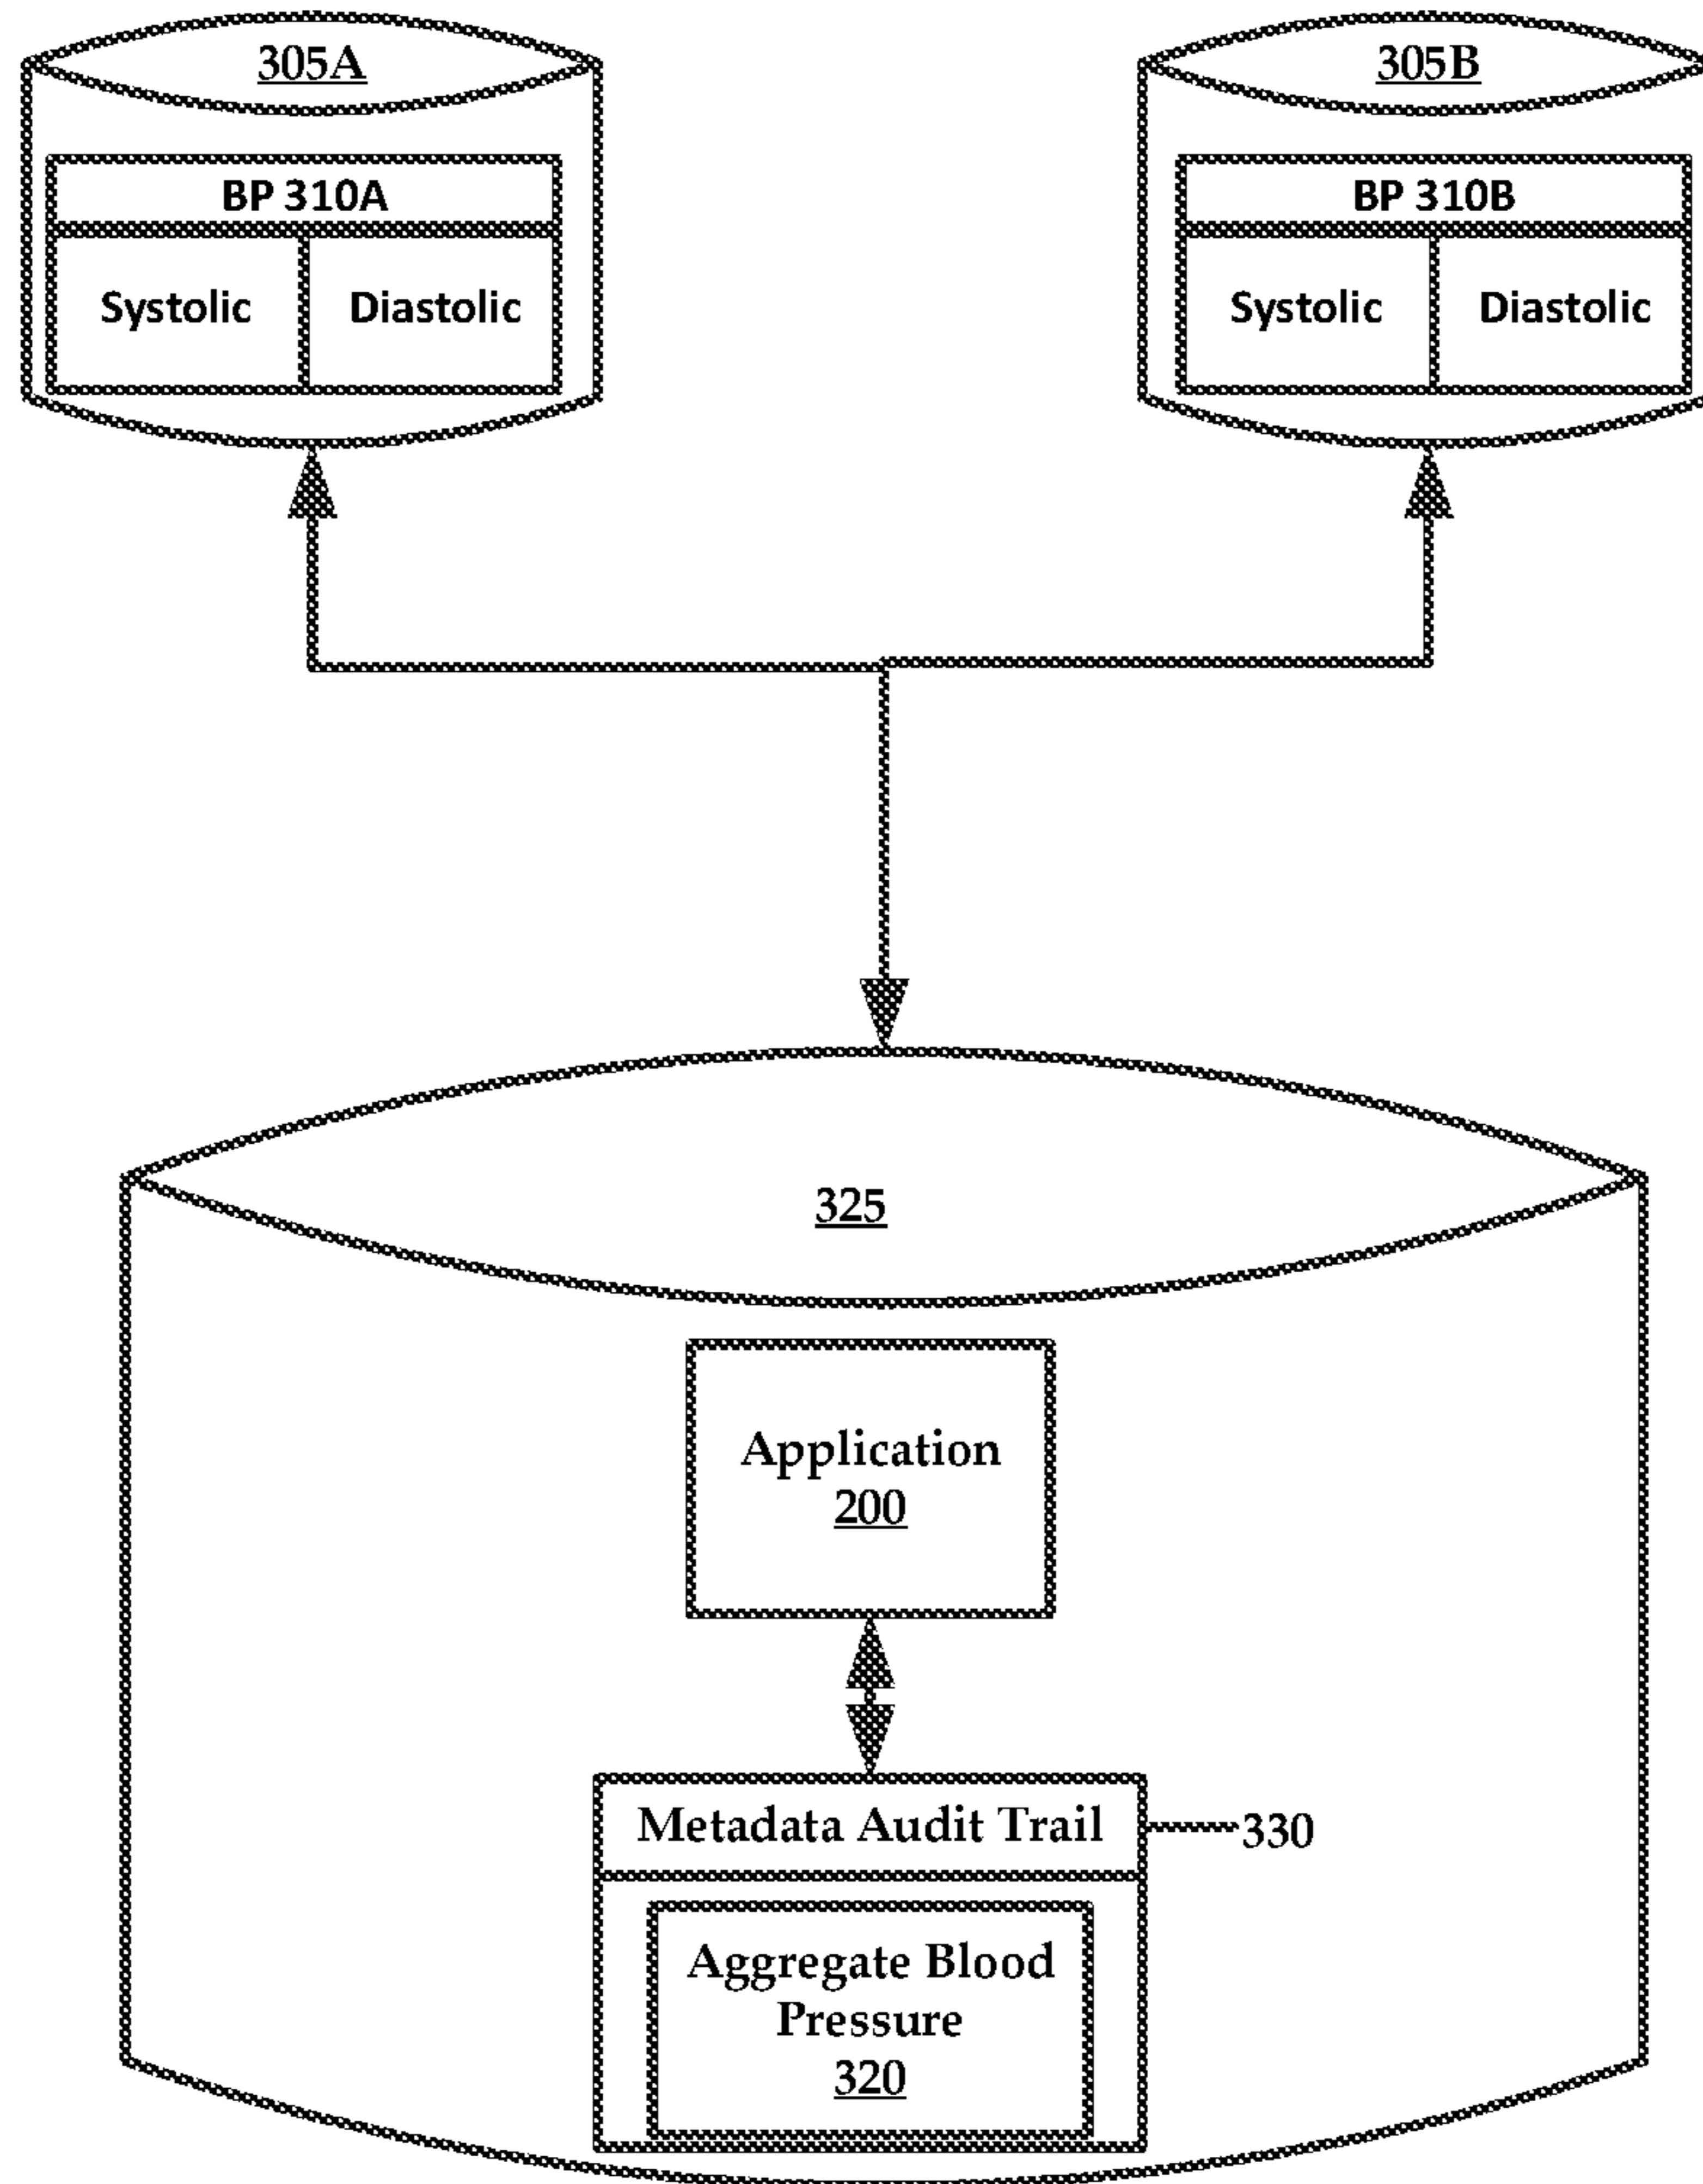 305A
305B
BP 310A
BP 310B
Systolic
Diastolic
Systolic
Diastolic
325
Application
200
Metadata Audit Trail
330
Aggregate Blood
Pressure
320